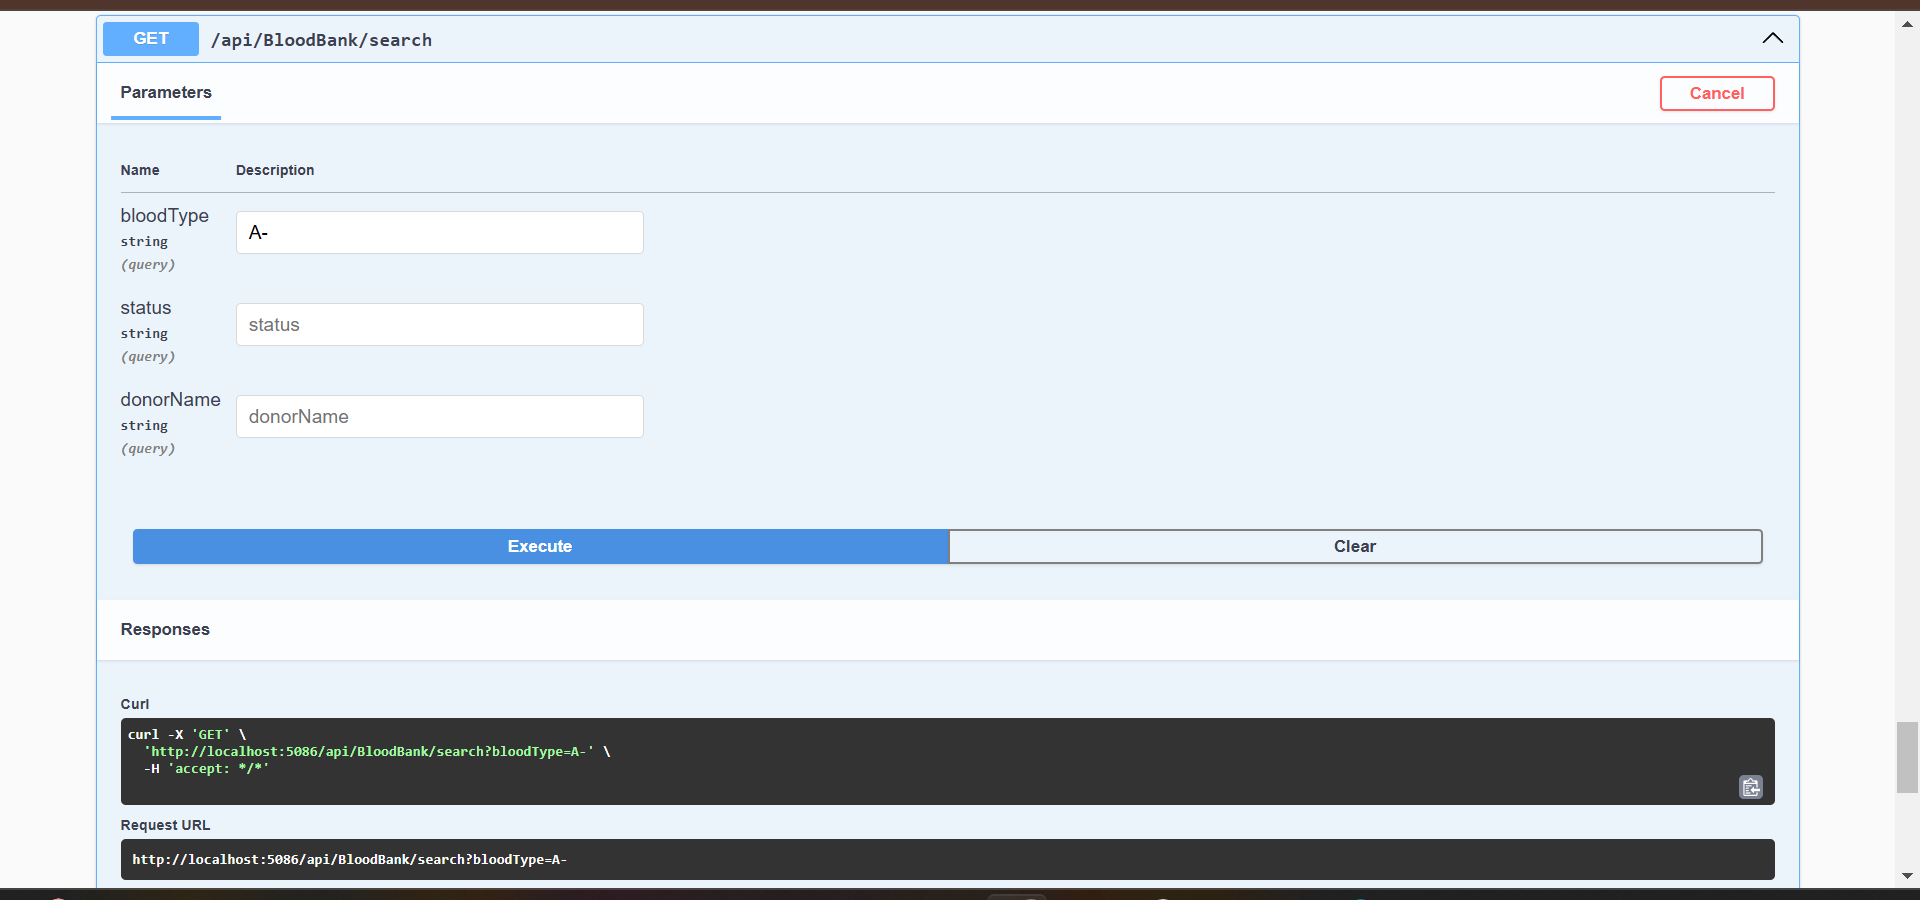 GET /api/BloodBank/search
Parameters
Cancel
Name Description
bloodType
string
(query)
A-
status
string
(query)
status
donorName
string
(query)
donorName
Execute
Clear
Responses
Curl
curl -X 'GET' \
'http://localhost:5086/api/BloodBank/search?bloodType=A-' \
-H 'accept: */*'
Request URL
http://localhost:5086/api/BloodBank/search?bloodType=A-